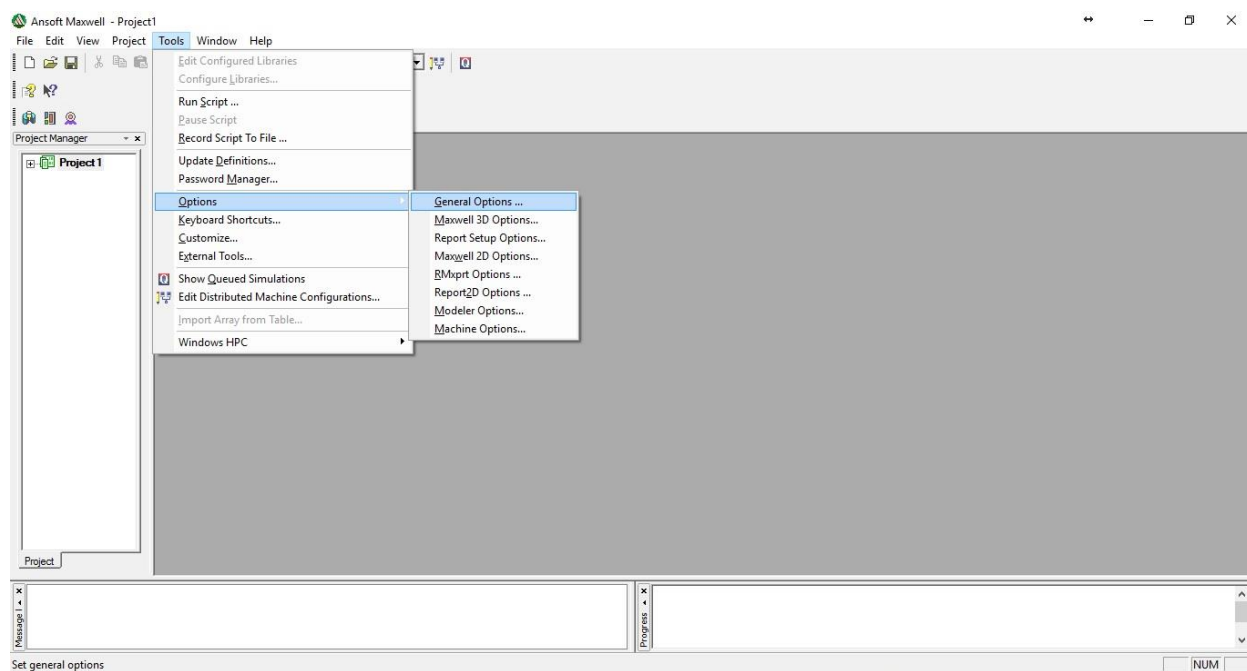 Ansoft Maxwell - Project1
File Edit View Project Tools Window Help
Edit Configured Libraries
Configure Libraries...
Run Script ...
Pause Script
Record Script To File ...
Update Definitions...
Password Manager...
Options
Keyboard Shortcuts...
Customize...
External Tools...
Show Queued Simulations
Edit Distributed Machine Configurations...
Import Array from Table...
Windows HPC
General Options ...
Maxwell 3D Options...
Report Setup Options...
Maxwell 2D Options...
RMxprt Options ...
Report2D Options ...
Modeler Options...
Machine Options...
Project Manager
Project1
Project
Message
Progress
Set general options
NUM